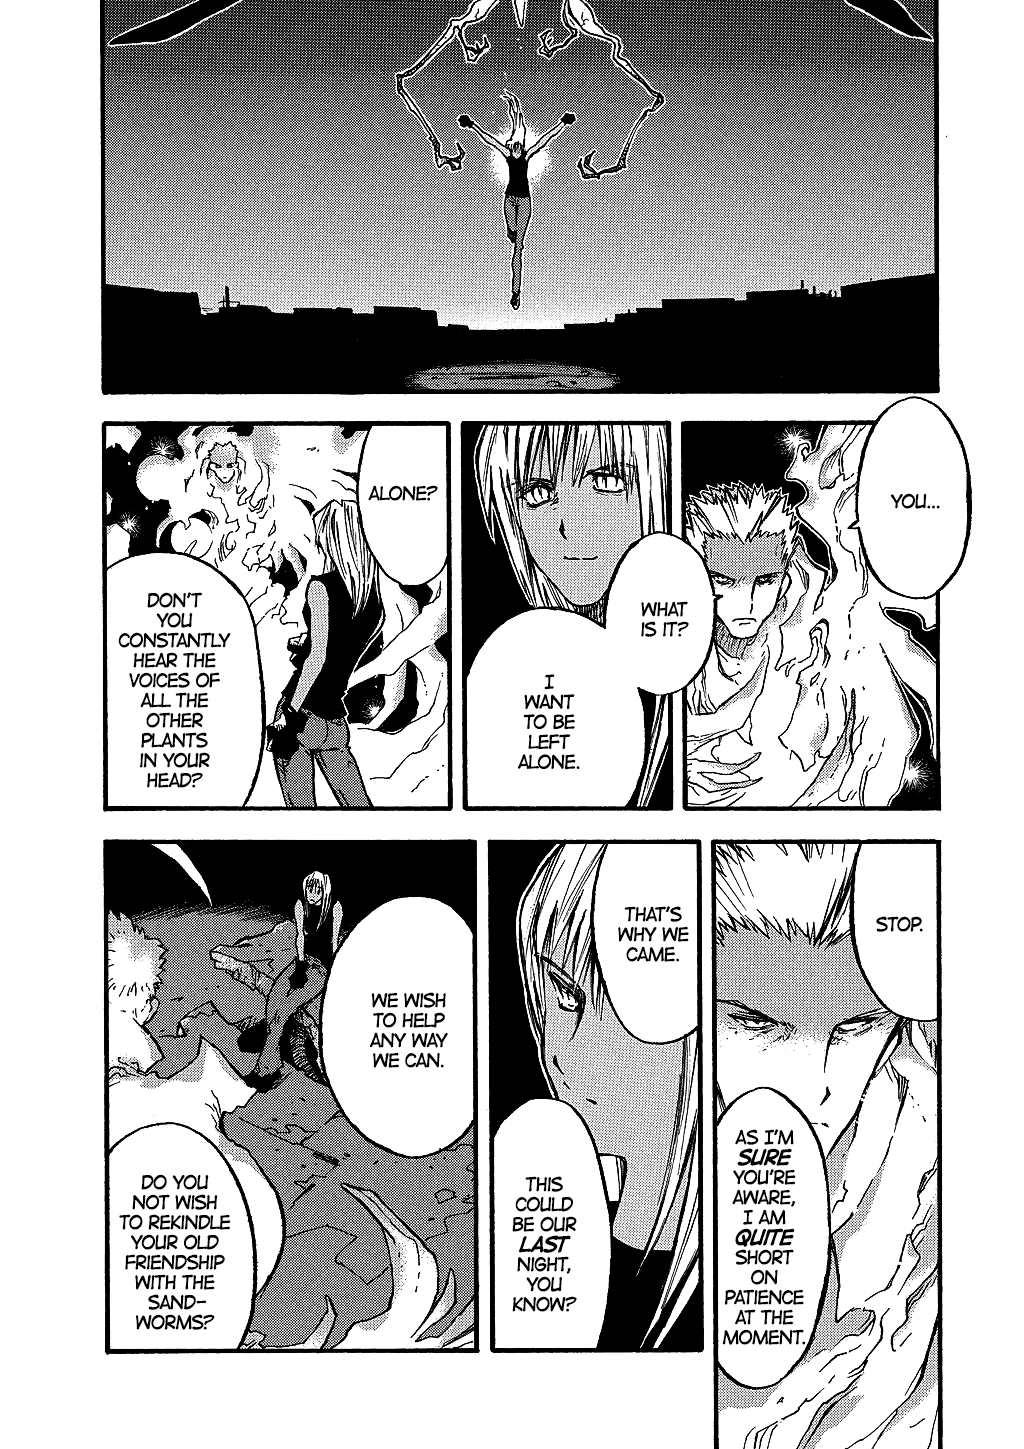 YOU...
WHAT
IS IT?
I
WANT
TO BE
LEFT
ALONE.
ALONE?
DON'T
YOU
CONSTANTLY
HEAR THE
VOICES OF
ALL THE
OTHER
PLANTS
IN YOUR
HEAD?
STOP.
AS I'M
SURE
YOU'RE
AWARE,
I AM
QUITE
SHORT
ON
PATIENCE
AT THE
MOMENT.
THAT'S
WHY WE
CAME.
THIS
COULD
BE OUR
LAST
NIGHT,
YOU
KNOW?
WE WISH
TO HELP
ANY WAY
WE CAN.
DO YOU
NOT WISH
TO REKINDLE
YOUR OLD
FRIENDSHIP
WITH THE
SAND-
WORMS?